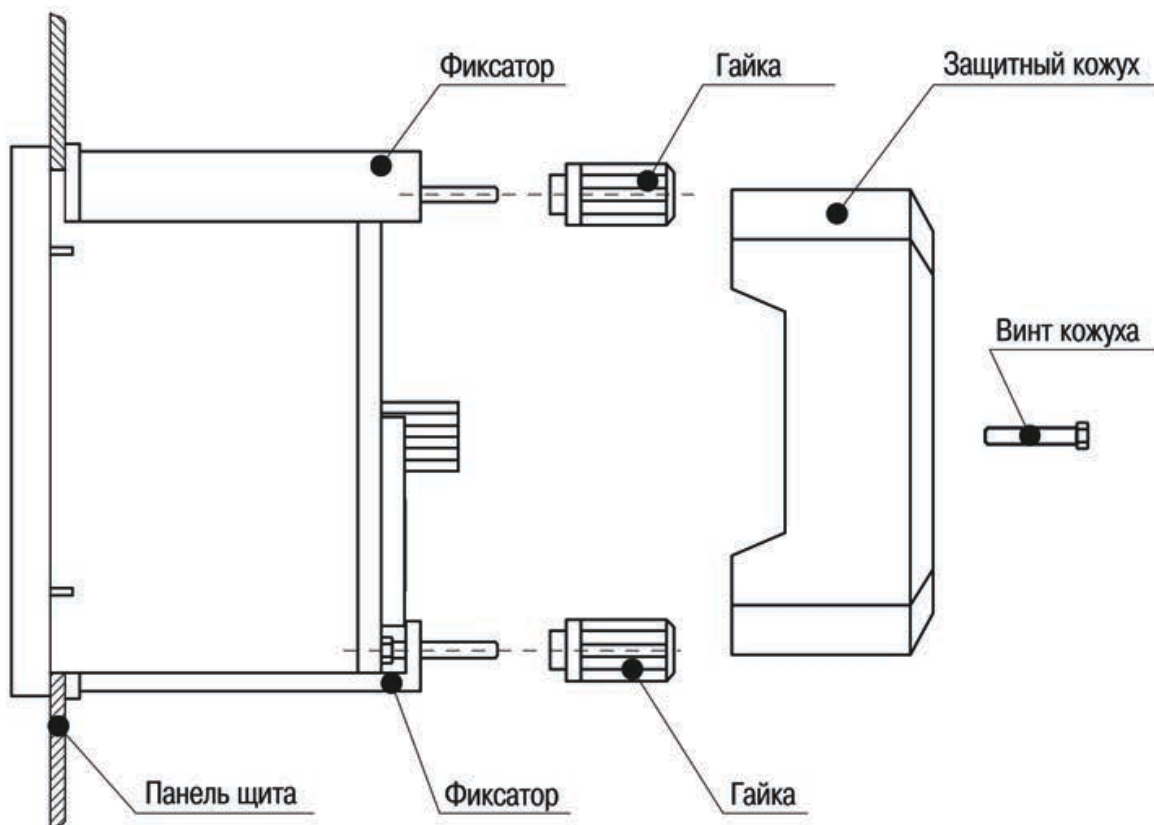 Фиксатор
Гайка
Защитный кожух
Винт кожуха
Панель щита
Фиксатор
Гайка